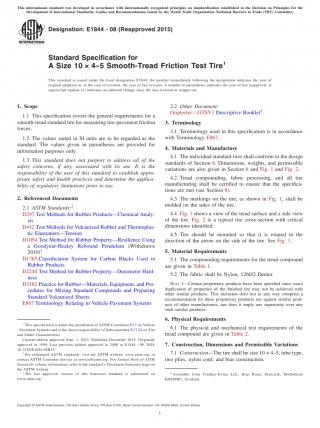 This international standard was developed in accordance with internationally recognized principles on standardization established in the Decision on Principles for the
Development of International Standards, Guides and Recommendations issued by the World Trade Organization Technical Barriers to Trade (TBT) Committee.
Designation: E1844 − 08 (Reapproved 2015)
INTERNATIONAL
Standard Specification for
A Size 10 × 4–5 Smooth-Tread Friction Test Tire1
This standard is issued under the fixed designation E1844; the number immediately following the designation indicates the year of
original adoption or, in the case of revision, the year of last revision. A number in parentheses indicates the year of last reapproval. A
superscript epsilon (ε) indicates an editorial change since the last revision or reapproval.
1. Scope
1.1 This specification covers the general requirements for a
smooth-tread standard tire for measuring tire-pavement friction
forces.
1.2 The values stated in SI units are to be regarded as the
standard. The values given in parentheses are provided for
information purposes only.
1.3 This standard does not purport to address all of the
safety concerns, if any, associated with its use. It is the
responsibility of the user of this standard to establish appro-
priate safety and health practices and determine the applica-
bility of regulatory limitations prior to use.
2. Referenced Documents
2.1 ASTM Standards:2
D297 Test Methods for Rubber Products—Chemical Analy-
sis
D412 Test Methods for Vulcanized Rubber and Thermoplas-
tic Elastomers—Tension
D1054 Test Method for Rubber Property—Resilience Using
a Goodyear-Healey Rebound Pendulum (Withdrawn
2010)3
D1765 Classification System for Carbon Blacks Used in
Rubber Products
D2240 Test Method for Rubber Property—Durometer Hard-
ness
D3182 Practice for Rubber—Materials, Equipment, and Pro-
cedures for Mixing Standard Compounds and Preparing
Standard Vulcanized Sheets
E867 Terminology Relating to Vehicle-Pavement Systems
1 This specification is under the jurisdiction of ASTM Committee E17 on Vehicle
- Pavement Systems and is the direct responsibility of Subcommittee E17.24 on Tire
and Slider Characteristics.
Current edition approved Sept. 1, 2015. Published December 2015. Originally
approved in 1996. Last previous edition approved in 2008 as E1844 – 08.
2 For referenced ASTM standards, visit the ASTM website, www.astm.org, or
contact ASTM Customer Service at service@astm.org. For Annual Book of ASTM
Standards volume information, refer to the standard's Document Summary page on
the ASTM website.
3 The last approved version of this historical standard is referenced on
www.astm.org.
2.2 Other Document:
Griptester—GTSV1 Descriptive Booklet4
3. Terminology
3.1 Terminology used in this specification is in accordance
with Terminology E867.
4. Materials and Manufacture
4.1 The individual standard tires shall conform to the design
standards of Section 6. Dimensions, weights, and permissible
variations are also given in Section 6 and Fig. 1 and Fig. 2.
4.2 Tread compounding, fabric processing, and all tire
manufacturing shall be certified to ensure that the specifica-
tions are met (see Section 8).
4.3 The markings on the tire, as shown in Fig. 1, shall be
molded on the sides of the tire.
4.4 Fig. 1 shows a view of the tread surface and a side view
of the tire. Fig. 2 is a typical tire cross-section with critical
dimensions identified.
4.5 Tire should be mounted so that it is rotated in the
direction of the arrow on the side of the tire. See Fig. 1.
5. Material Requirements
5.1 The compounding requirements for the tread compound
are given in Table 1.
5.2 The fabric shall be Nylon, 1260/2 Denier.
NOTE 1—Certain proprietary products have been specified since exact
duplication of properties of the finished tire may not be achieved with
other similar products. This inclusion does not in any way comprise a
recommendation for these proprietary products nor against similar prod-
ucts of other manufacturers, nor does it imply any superiority over any
such similar products.
6. Physical Requirements
6.1 The physical and mechanical test requirements of the
tread compound are given in Table 2.
7. Construction, Dimensions and Permissible Variations
7.1 Construction—The tire shall be size 10 × 4–5, tube type,
two plies, nylon cord, and bias construction.
4 Available from Findlay-Irvine Ltd., Bog Road, Penicuik, Midlothian
EH269BU, Scotland.
Copyright © ASTM International, 100 Barr Harbor Drive, PO Box C700, West Conshohocken, PA 19428-2959. United States
1